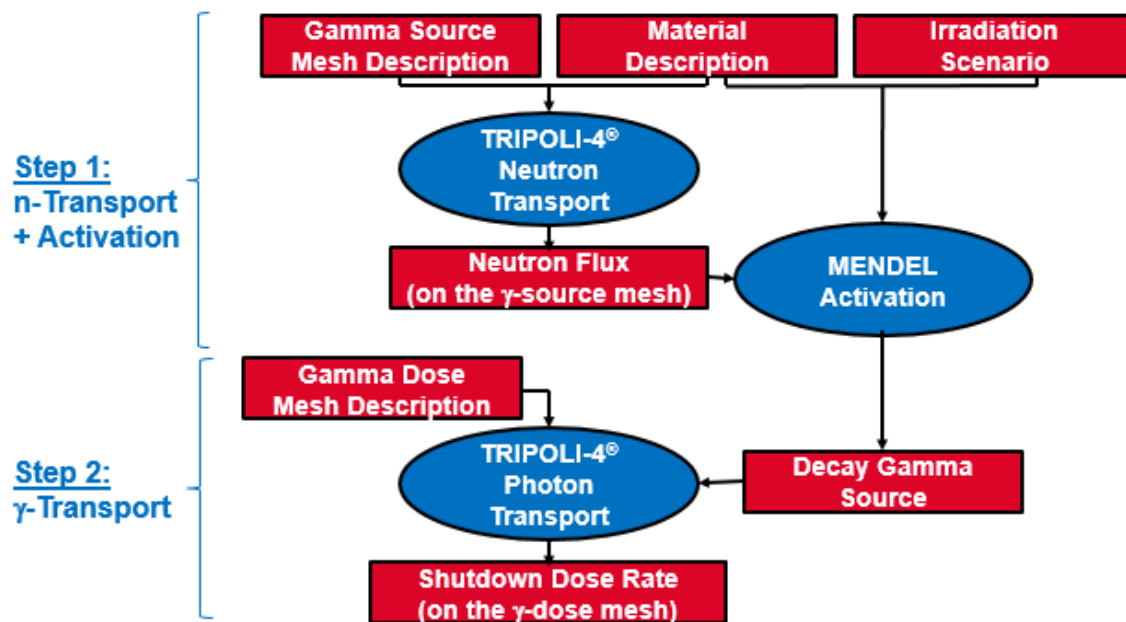 Gamma Source
Mesh Description
Material
Description
Irradiation
Scenario
Step 1:
n-Transport
+ Activation
TRIPOLI-4®
Neutron
Transport
Neutron Flux
(on the γ-source mesh)
MENDEL
Activation
Gamma Dose
Mesh Description
Step 2:
γ-Transport
TRIPOLI-4®
Photon
Transport
Decay Gamma
Source
Shutdown Dose Rate
(on the γ-dose mesh)